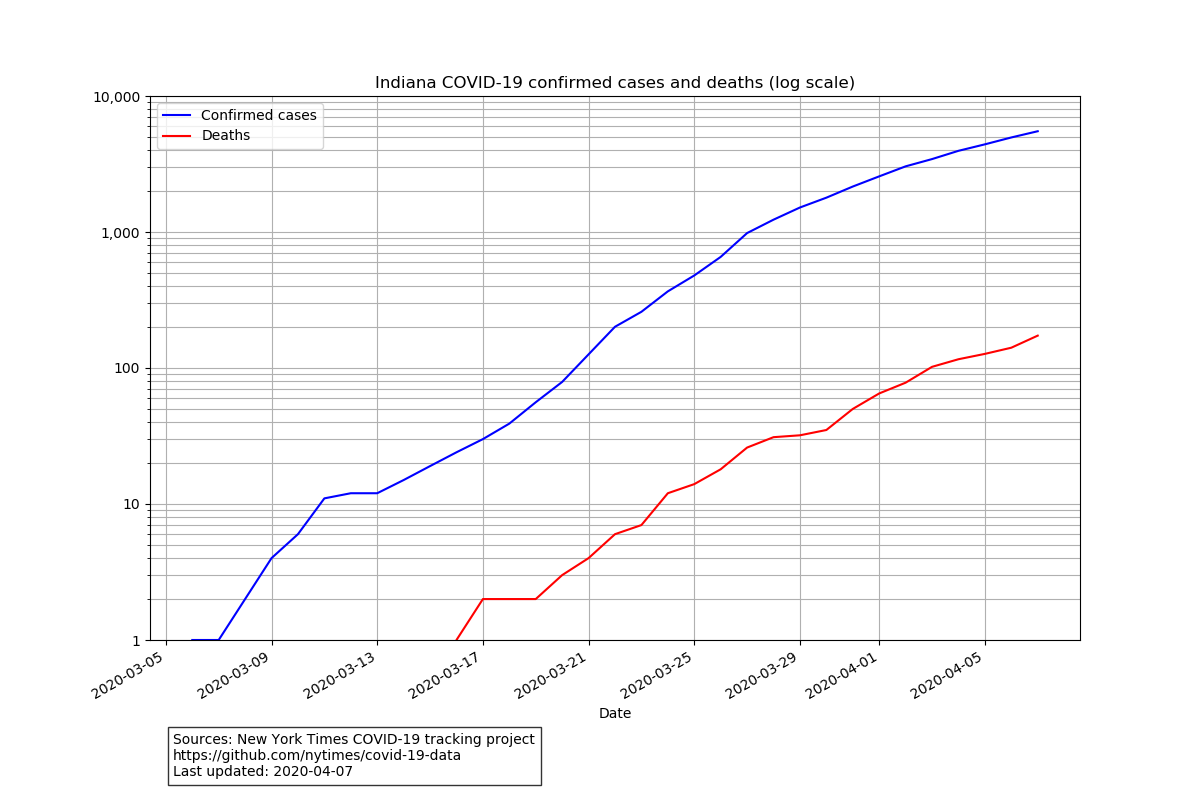 Indiana COVID-19 confirmed cases and deaths (log scale)
10,000
1,000
100
10
1
Confirmed cases
Deaths
2020-03-05
2020-03-09
2020-03-13
2020-03-17
2020-03-21
2020-03-25
2020-03-29
2020-04-01
2020-04-05
Date
Sources: New York Times COVID-19 tracking project
https://github.com/nytimes/covid-19-data
Last updated: 2020-04-07